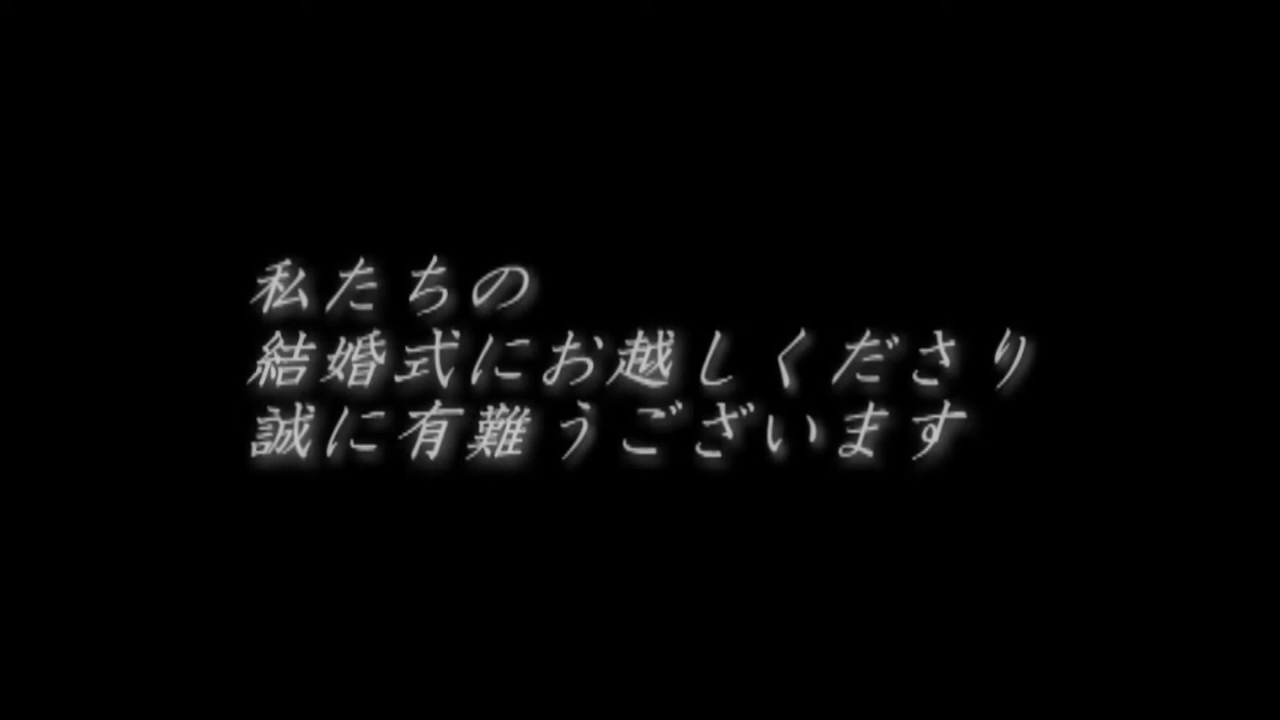 私たちの
結婚式にお越しくださり
誠に有難うございます